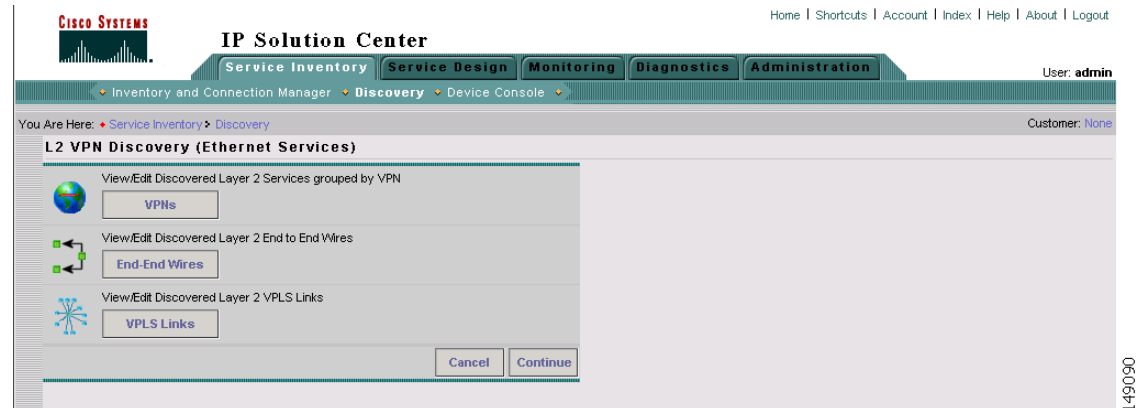 CISCO SYSTEMS
Home | Shortcuts | Account | Index | Help | About | Logout
IP Solution Center
Service Inventory Service Design Monitoring Diagnostics Administration
User: admin
Inventory and Connection Manager Discovery Device Console
You Are Here: Service Inventory Discovery
Customer: None
L2 VPN Discovery (Ethernet Services)
View/Edit Discovered Layer 2 Services grouped by VPN
VPNs
View/Edit Discovered Layer 2 End to End Wires
End-End Wires
View/Edit Discovered Layer 2 VPLS Links
VPLS Links
Cancel Continue
149090